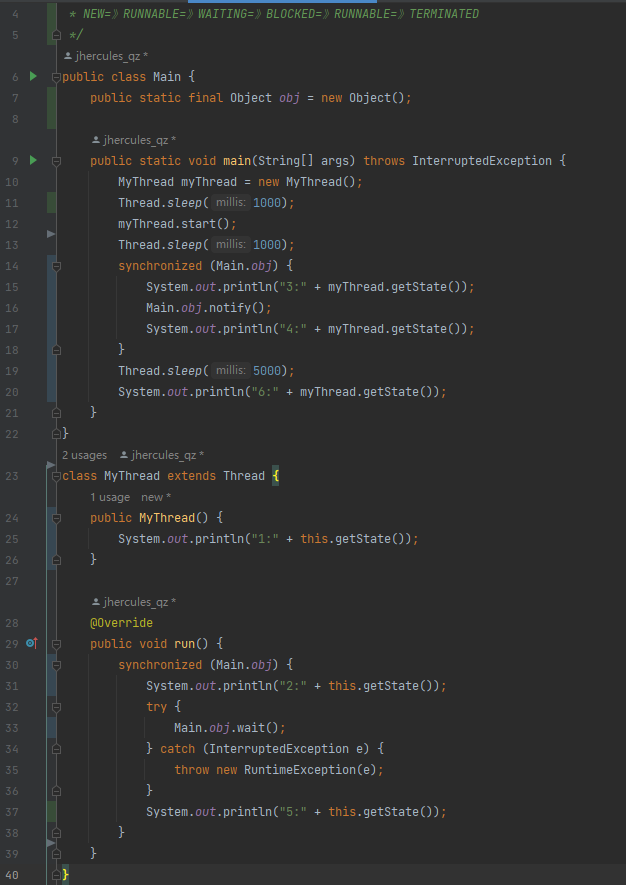 4 * NEW=》RUNNABLE=》WAITING=》BLOCKED=》RUNNABLE=》TERMINATED
5 */
jhercules_qz *
6 public class Main {
7 public static final Object obj = new Object();
8
jhercules_qz *
9 public static void main(String[] args) throws InterruptedException {
10 MyThread myThread = new MyThread();
11 Thread.sleep( millis: 1000);
12 myThread.start();
13 Thread.sleep( millis: 1000);
14 synchronized (Main.obj) {
15 System.out.println("3:" + myThread.getState());
16 Main.obj.notify();
17 System.out.println("4:" + myThread.getState());
18 }
19 Thread.sleep( millis: 5000);
20 System.out.println("6:" + myThread.getState());
21 }
22 }
2 usages jhercules_qz *
23 class MyThread extends Thread {
1 usage new *
24 public MyThread() {
25 System.out.println("1:" + this.getState());
26 }
27
jhercules_qz *
28 @Override
29 public void run() {
30 synchronized (Main.obj) {
31 System.out.println("2:" + this.getState());
32 try {
33 Main.obj.wait();
34 } catch (InterruptedException e) {
35 throw new RuntimeException(e);
36 }
37 System.out.println("5:" + this.getState());
38 }
39 }
40 }